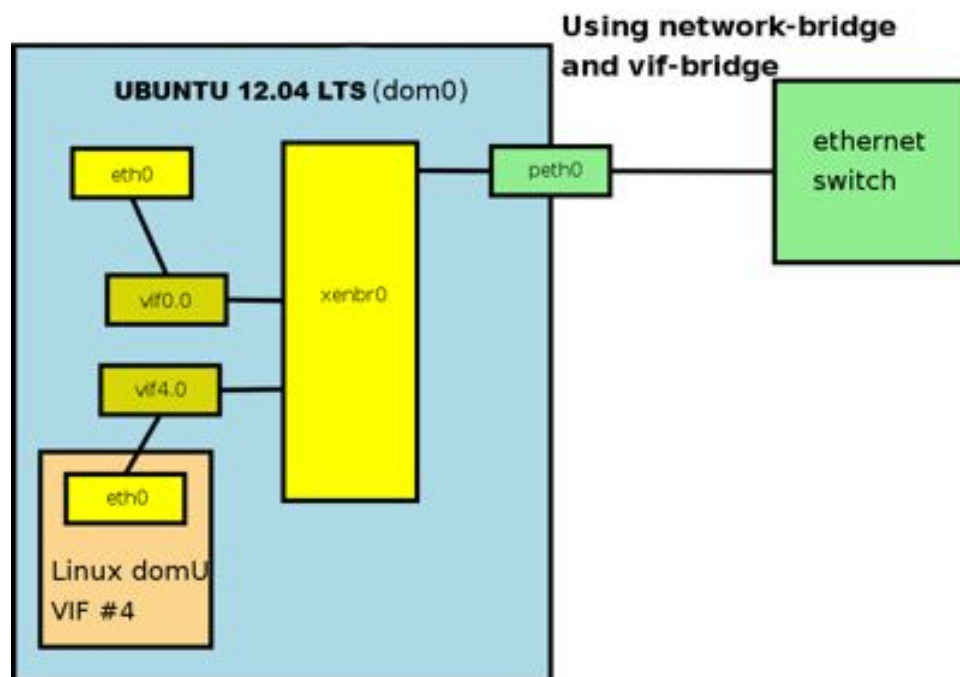 Using network-bridge
and vif-bridge
UBUNTU 12.04 LTS (dom0)
ethernet
switch
eth0
peth0
vif0.0
xenbr0
vif4.0
eth0
Linux domU
VIF #4